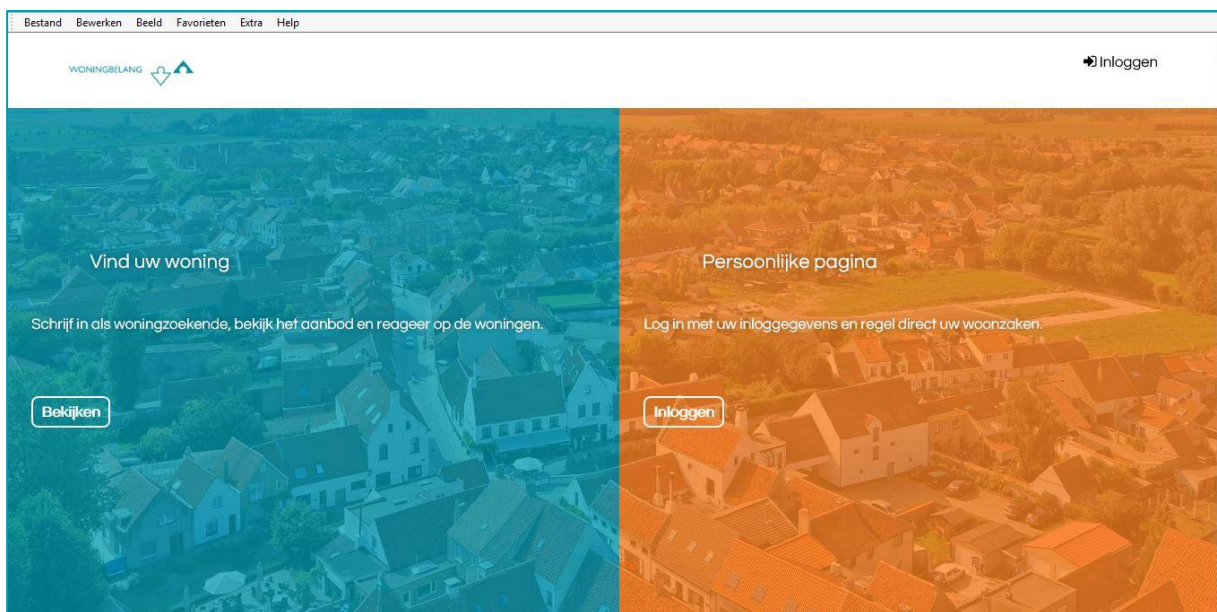 Bestand Bewerken Beeld Favorieten Extra Help
WONINGBELANG
Inloggen
Vind uw woning
Schrijf in als woningzoekende, bekijk het aanbod en reageer op de woningen.
Bekijken
Persoonlijke pagina
Log in met uw inloggegevens en regel direct uw woonzaken.
Inloggen